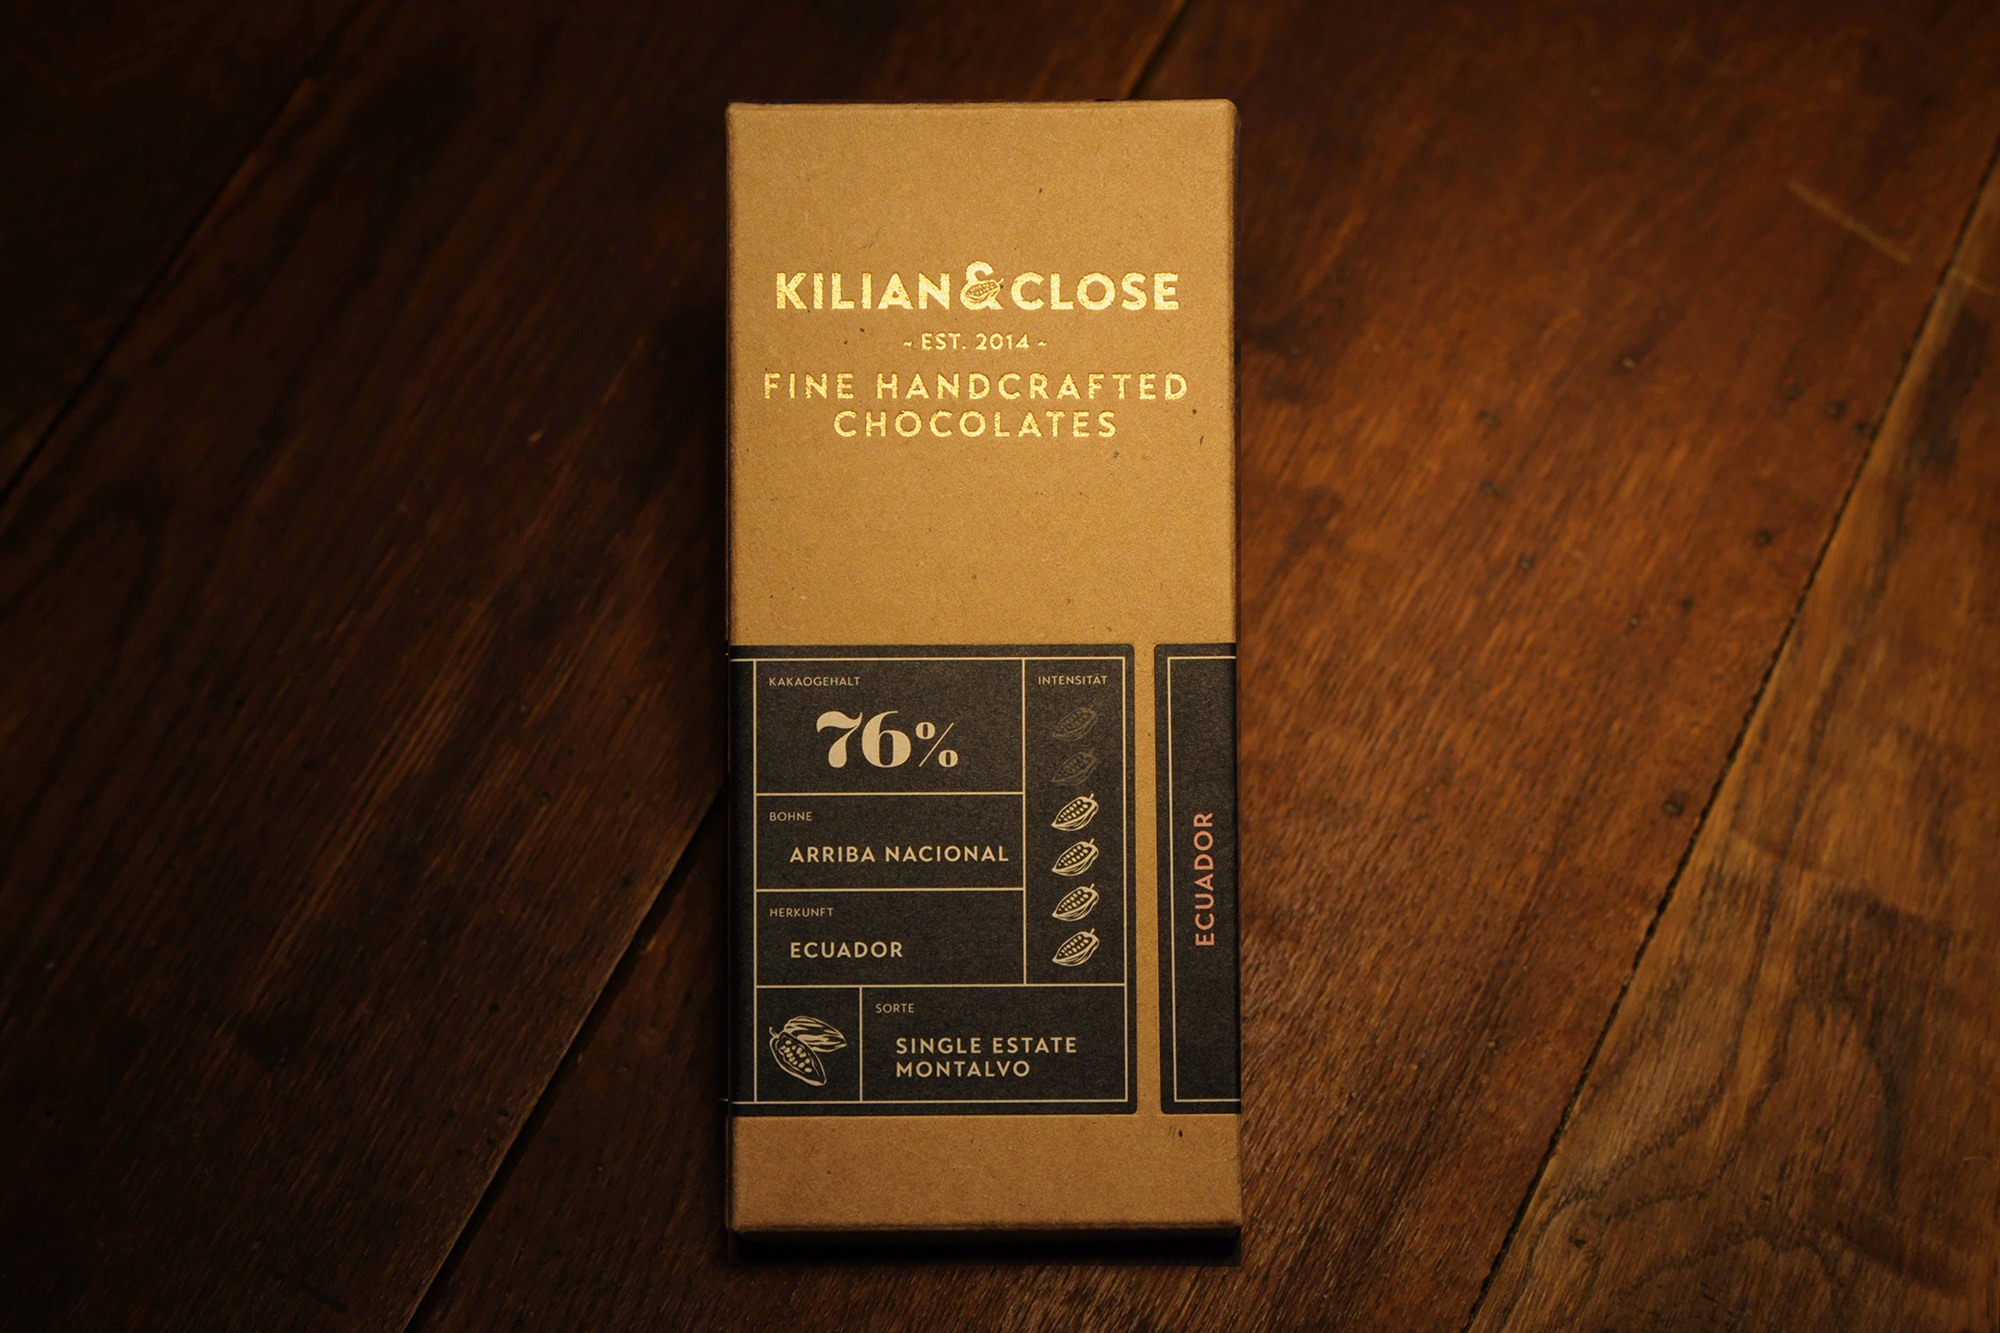 KILIAN&CLOSE
~ EST. 2014 ~
FINE HANDCRAFTED
CHOCOLATES
KAKAOGEHALT
76%
INTENSITÄT
BOHNE
ARRIBA NACIONAL
HERKUNFT
ECUADOR
SORTE
SINGLE ESTATE
MONTALVO
ECUADOR